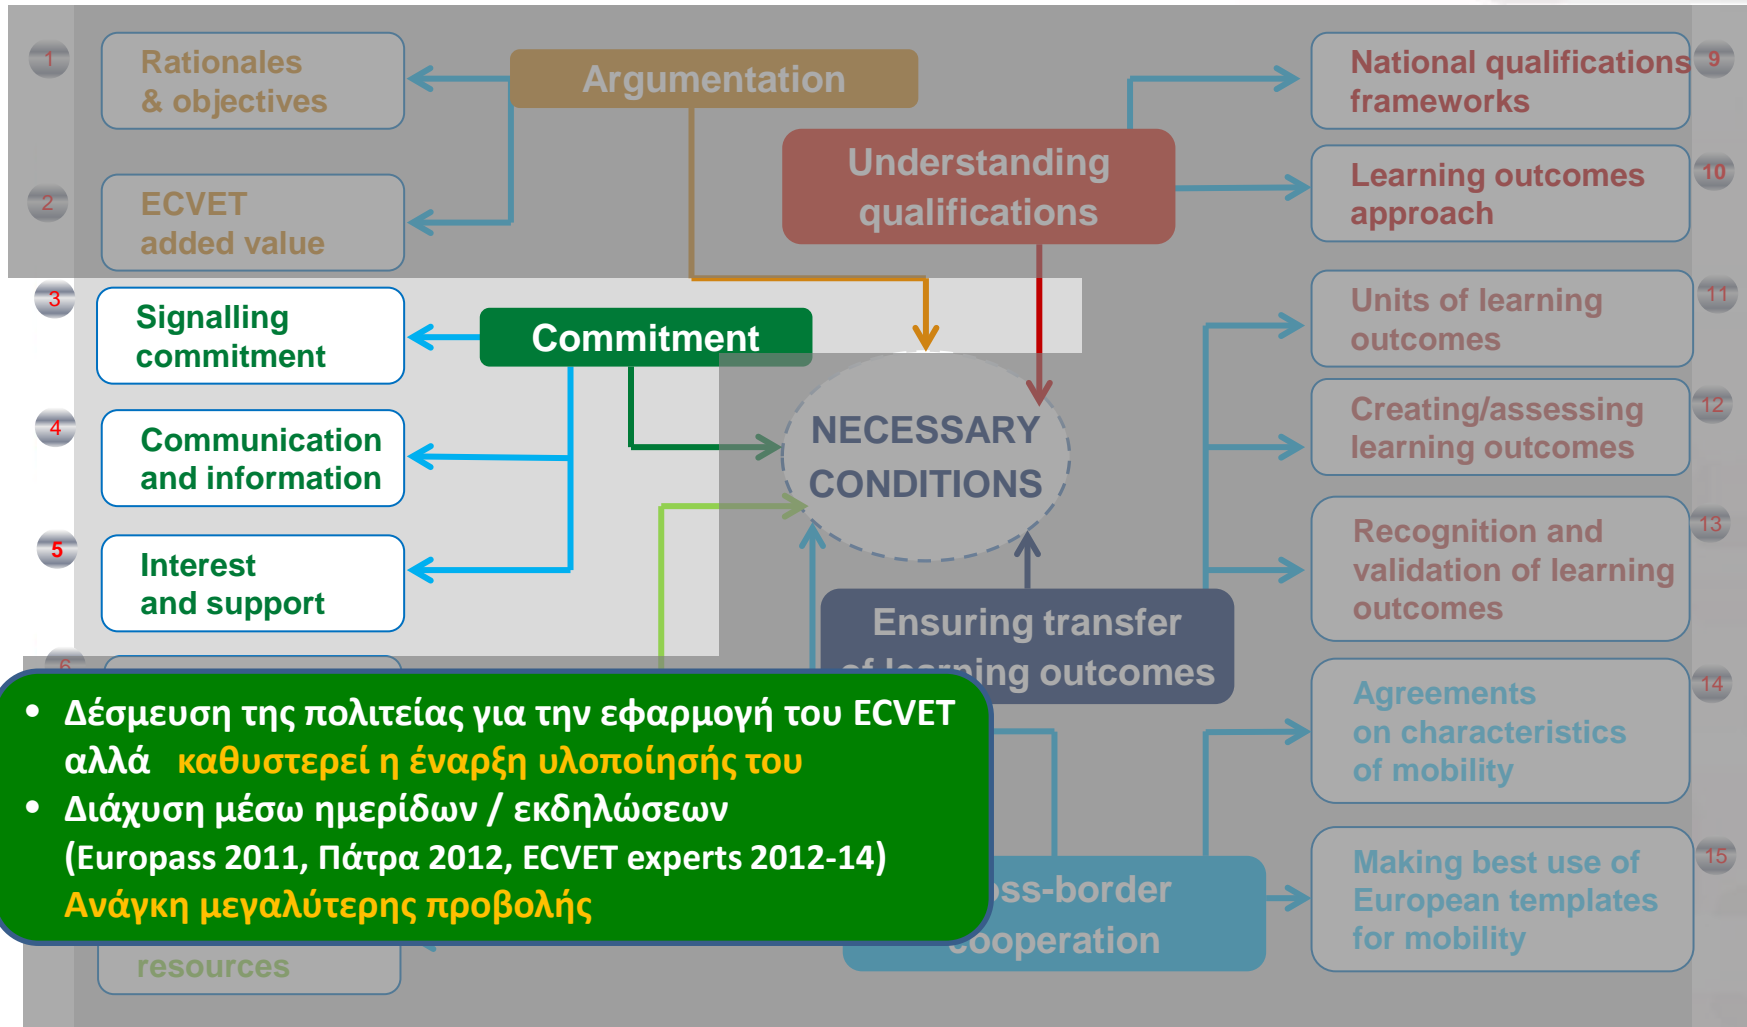 1
Rationales
& objectives
2
ECVET
added value
3
Signalling
commitment
4
Communication
and information
5
Interest
and support
6
resources
Argumentation
Understanding
qualifications
Commitment
NECESSARY
CONDITIONS
Ensuring transfer
of learning outcomes
cooperation
9
National qualifications
frameworks
10
Learning outcomes
approach
11
Units of learning
outcomes
12
Creating/assessing
learning outcomes
13
Recognition and
validation of learning
outcomes
14
Agreements
on characteristics
of mobility
15
Making best use of
European templates
for mobility
• Δέσμευση της πολιτείας για την εφαρμογή του ECVET
αλλά καθυστερεί η έναρξη υλοποίησής του
• Διάχυση μέσω ημερίδων / εκδηλώσεων
(Europass 2011, Πάτρα 2012, ECVET experts 2012-14)
Ανάγκη μεγαλύτερης προβολής